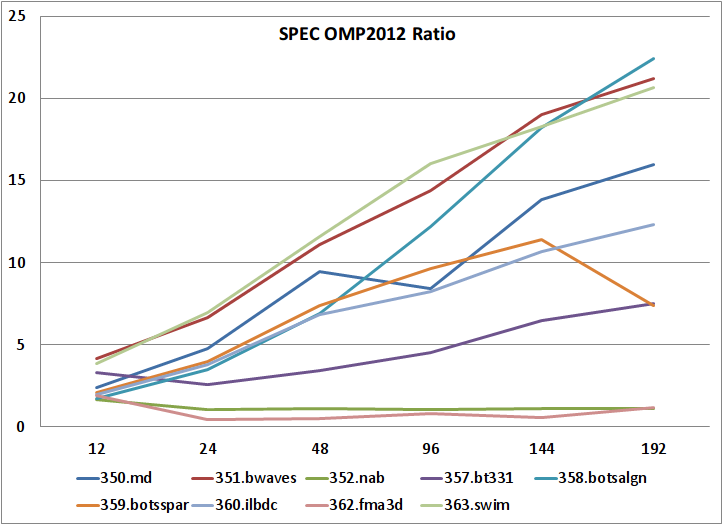 SPEC OMP2012 Ratio
25
20
15
10
5
0
12 24 48 96 144 192
350.md 351.bwaves 352.nab 357.bt331 358.botsalgn
359.botsspar 360.ilbdc 362.fma3d 363.swim